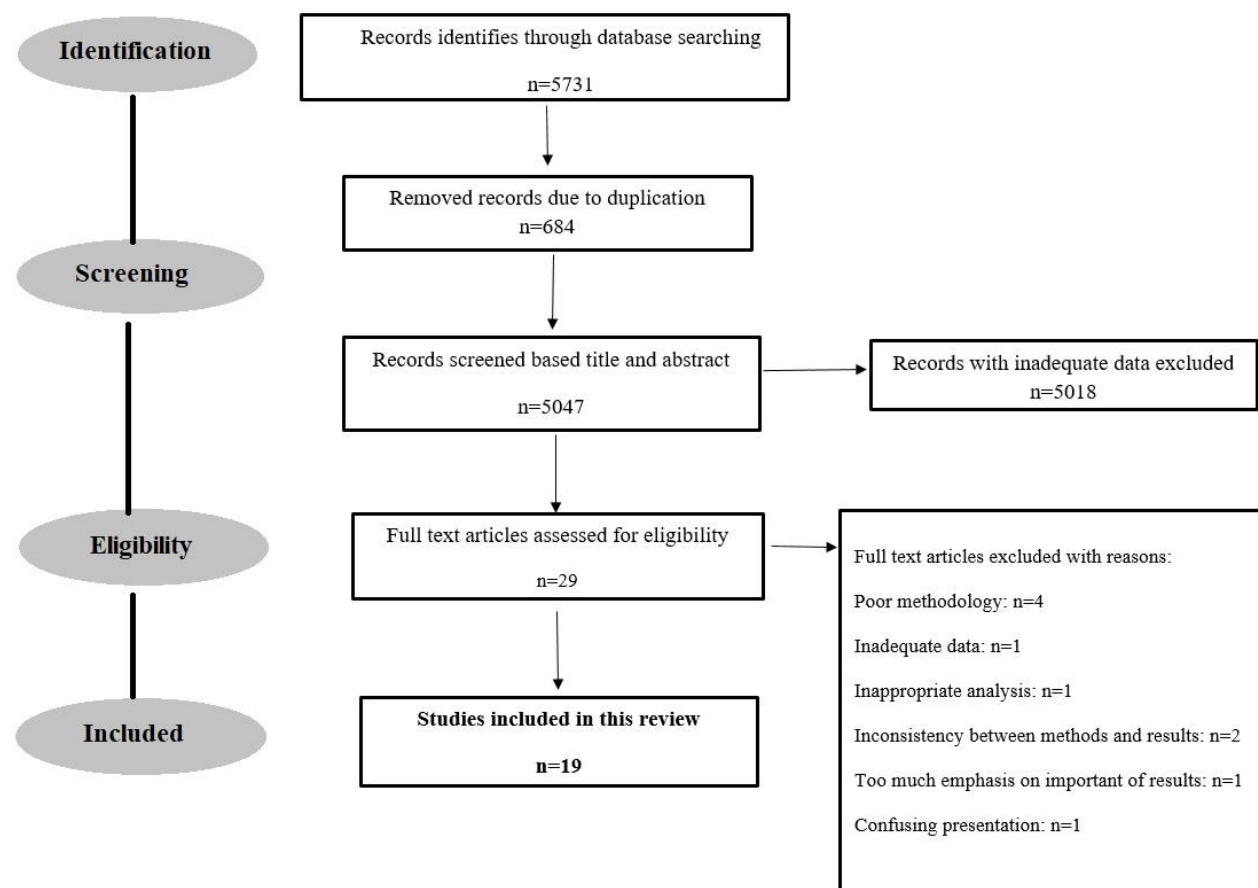 Identification
Records identifies through database searching
n=5731
Removed records due to duplication
n=684
Screening
Records screened based title and abstract
n=5047
Records with inadequate data excluded
n=5018
Eligibility
Full text articles assessed for eligibility
n=29
Full text articles excluded with reasons:
Poor methodology: n=4
Inadequate data: n=1
Inappropriate analysis: n=1
Inconsistency between methods and results: n=2
Too much emphasis on important of results: n=1
Confusing presentation: n=1
Included
Studies included in this review
n=19